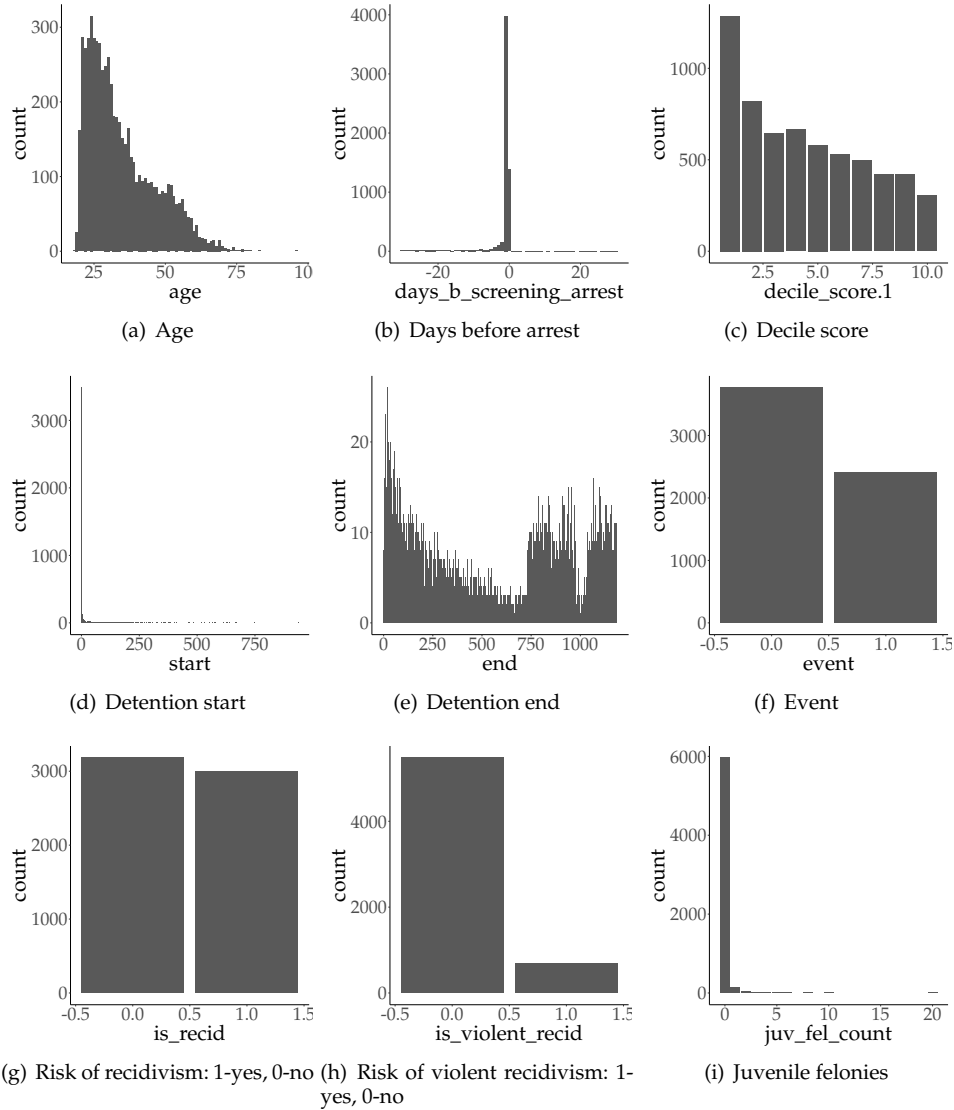 count
300
200
100
0
25
50
75
10
age
(a) Age
count
4000
3000
2000
1000
0
-20
0
20
days_b_screening_arrest
(b) Days before arrest
count
1000
500
0
2.5
5.0
7.5
10.0
decile_score.1
(c) Decile score
count
3000
2000
1000
0
0
250
500
750
start
(d) Detention start
count
20
10
0
0
250
500
750
1000
end
(e) Detention end
count
3000
2000
1000
0
-0.5
0.0
0.5
1.0
1.5
event
(f) Event
count
3000
2000
1000
0
-0.5
0.0
0.5
1.0
1.5
is_recid
(g) Risk of recidivism: 1-yes, 0-no
count
4000
2000
0
-0.5
0.0
0.5
1.0
1.5
is_violent_recid
(h) Risk of violent recidivism: 1-
yes, 0-no
count
6000
4000
2000
0
0
5
10
15
20
juv_fel_count
(i) Juvenile felonies